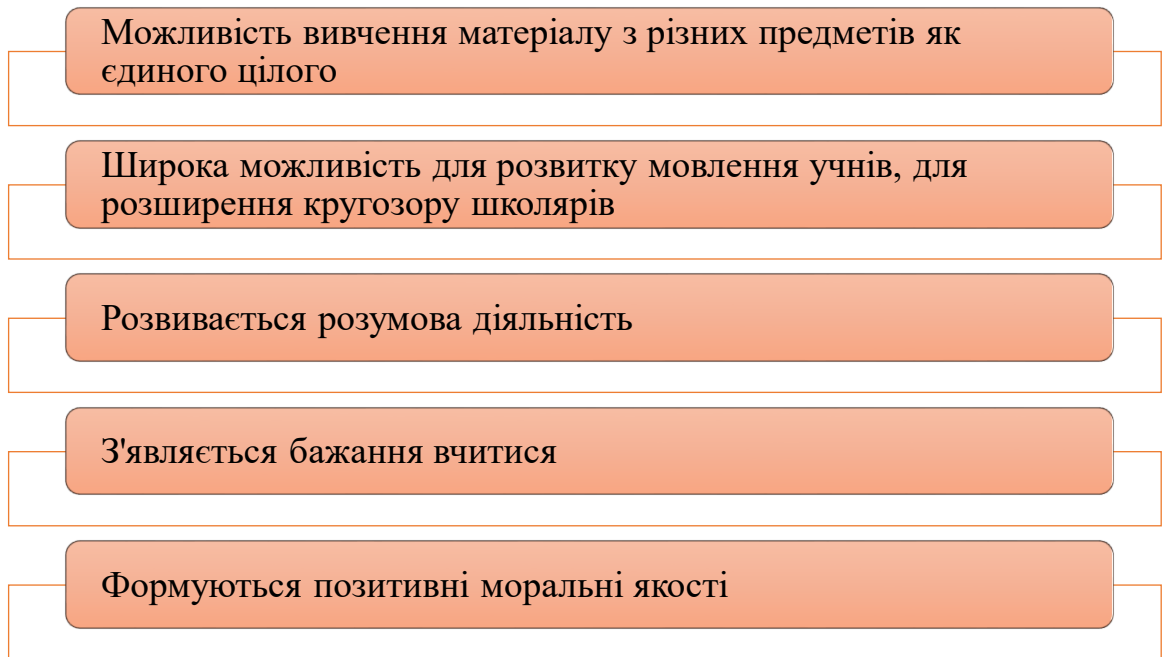 Можливість вивчення матеріалу з різних предметів як
єдиного цілого
Широка можливість для розвитку мовлення учнів, для
розширення кругозору школярів
Розвивається розумова діяльність
З'являється бажання вчитися
Формуються позитивні моральні якості